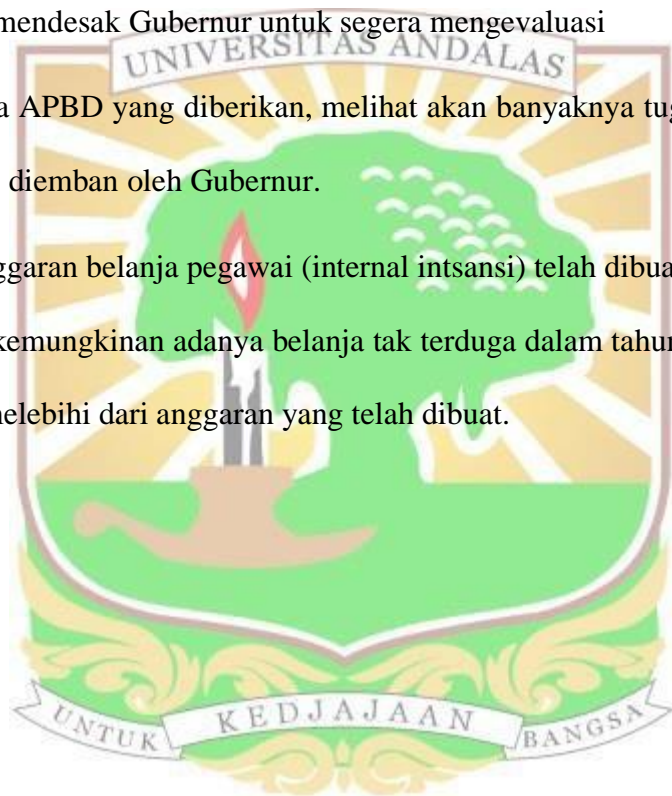 mendesak Gubernur untuk segera mengevaluasi
UNIVERSITAS ANDALAS
a APBD yang diberikan, melihat akan banyaknya tug
diemban oleh Gubernur.
ggaran belanja pegawai (internal intsansi) telah dibua
kemungkinan adanya belanja tak terduga dalam tahun
melebihi dari anggaran yang telah dibuat.
UNTUK KEDJAJAAN BANGSA